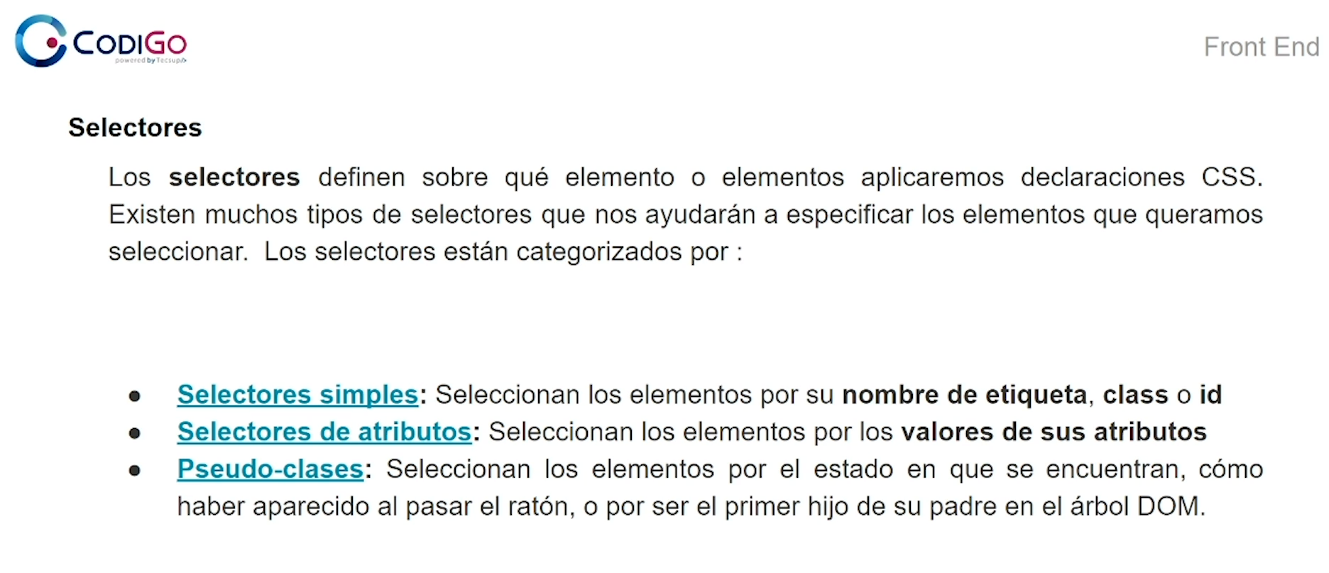 CODIGO
powered by Tecsup
Front End
Selectores
Los selectores definen sobre qué elemento o elementos aplicaremos declaraciones CSS.
Existen muchos tipos de selectores que nos ayudarán a especificar los elementos que queramos
seleccionar. Los selectores están categorizados por :
● Selectores simples: Seleccionan los elementos por su nombre de etiqueta, class o id
● Selectores de atributos: Seleccionan los elementos por los valores de sus atributos
● Pseudo-clases: Seleccionan los elementos por el estado en que se encuentran, cómo
haber aparecido al pasar el ratón, o por ser el primer hijo de su padre en el árbol DOM.